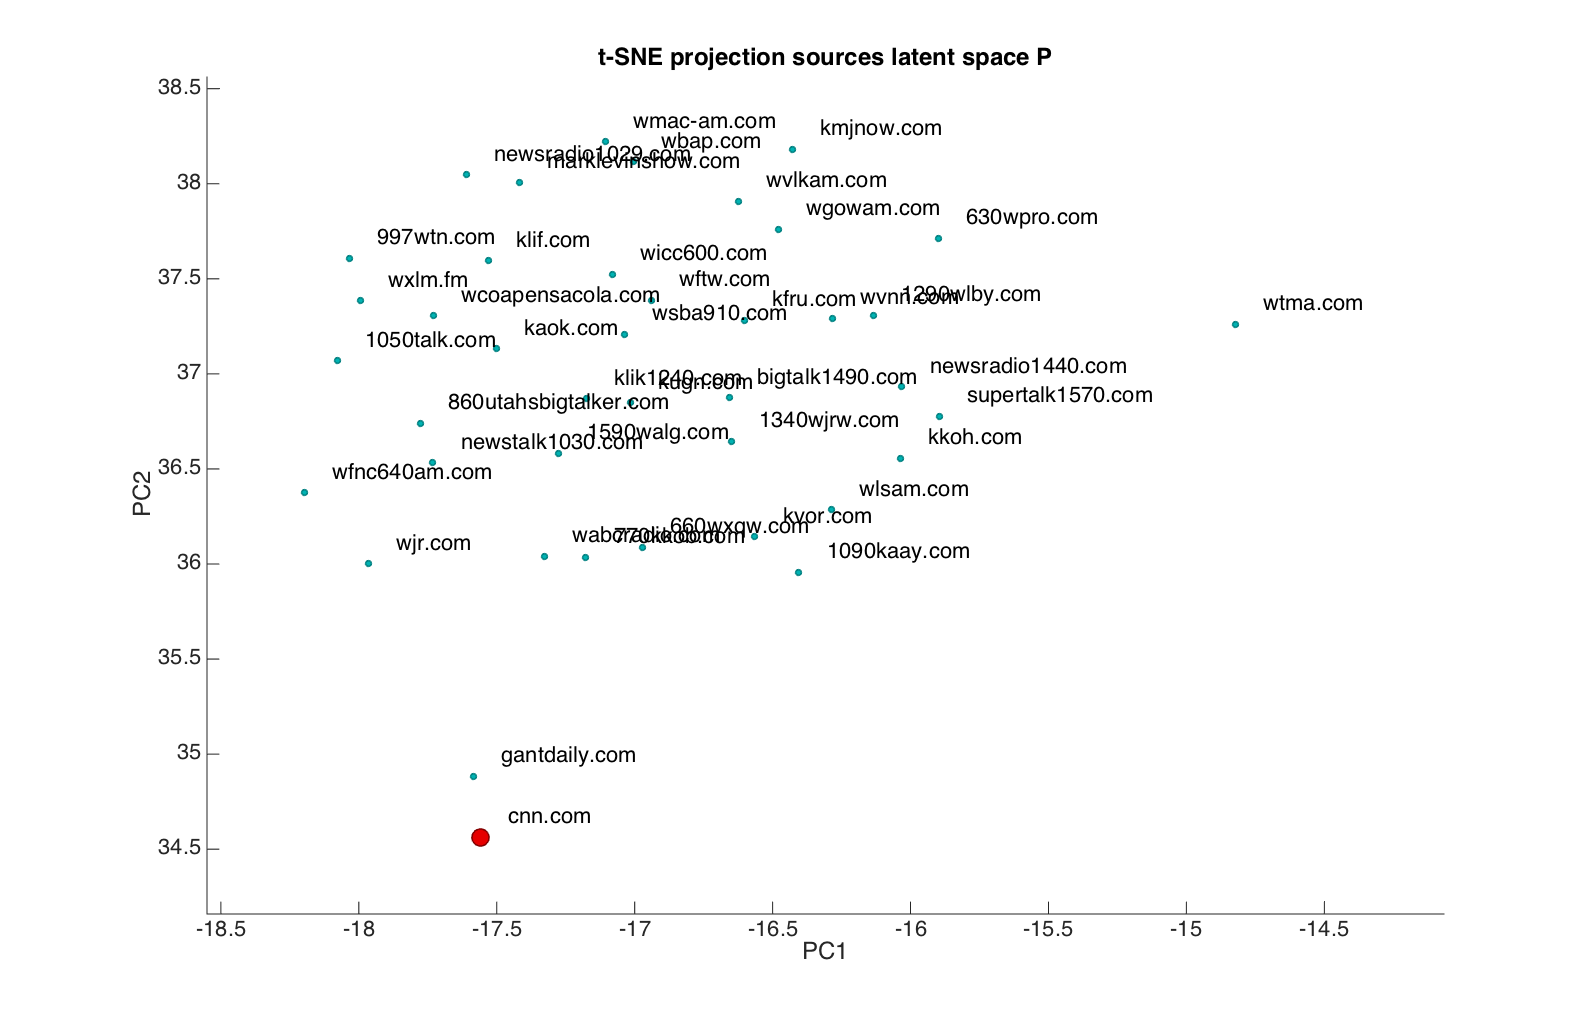 t-SNE projection sources latent space P
38.5
wmac-am.com
kmjnow.com
wbap.com
newsradio1029.com
marklevinshow.com
38
wvlkam.com
wgowam.com
630wpro.com
997wtn.com
klif.com
wicc600.com
37.5
wxlm.fm
wftw.com
wcoapensacola.com
kfru.com
wvnn.com
1290wlby.com
wtma.com
wsba910.com
kaok.com
1050talk.com
37
newsradio1440.com
klik1240.com
kugn.com
bigtalk1490.com
supertalk1570.com
860utahsbigtalker.com
1340wjrw.com
1590walg.com
kkoh.com
newstalk1030.com
36.5
wfnc640am.com
PC2
wlsam.com
kvor.com
660wxqw.com
wabcradio.com
770kkob.com
wjr.com
1090kaay.com
36
35.5
35
gantdaily.com
cnn.com
34.5
-18.5 -18 -17.5 -17 -16.5 -16 -15.5 -15 -14.5
PC1